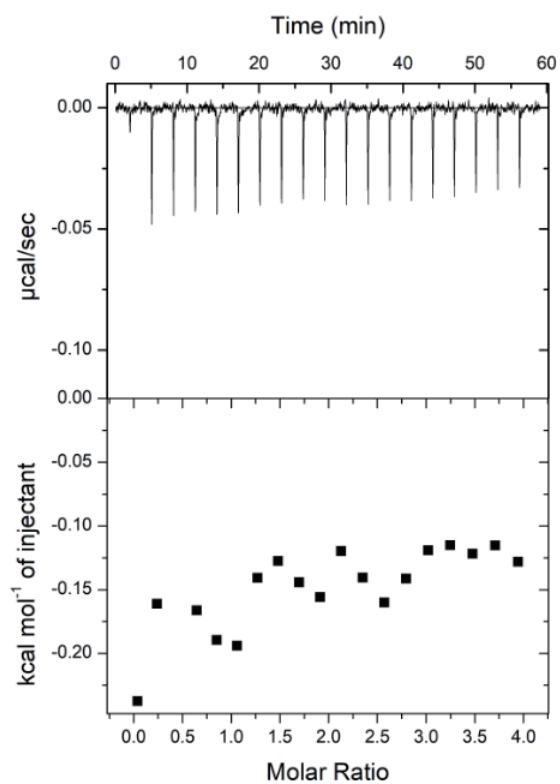 Time (min)
0 10 20 30 40 50 60
0.00
-0.05
-0.10
µcal/sec
0.00
-0.05
-0.10
-0.15
-0.20
kcal mol⁻¹ of injectant
0.0 0.5 1.0 1.5 2.0 2.5 3.0 3.5 4.0
Molar Ratio